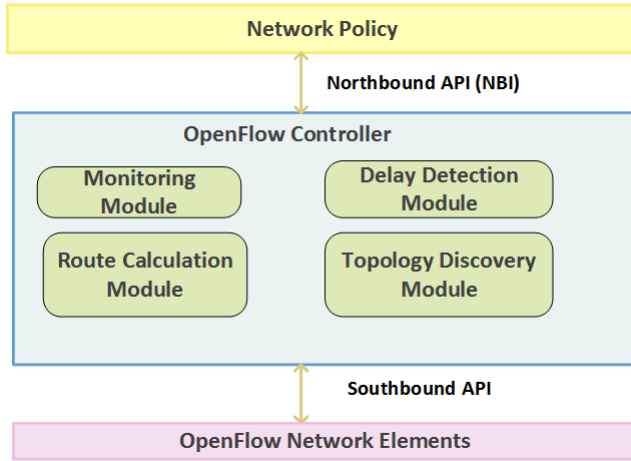 Network Policy
Northbound API (NBI)
OpenFlow Controller
Monitoring
Module
Delay Detection
Module
Route Calculation
Module
Topology Discovery
Module
Southbound API
OpenFlow Network Elements